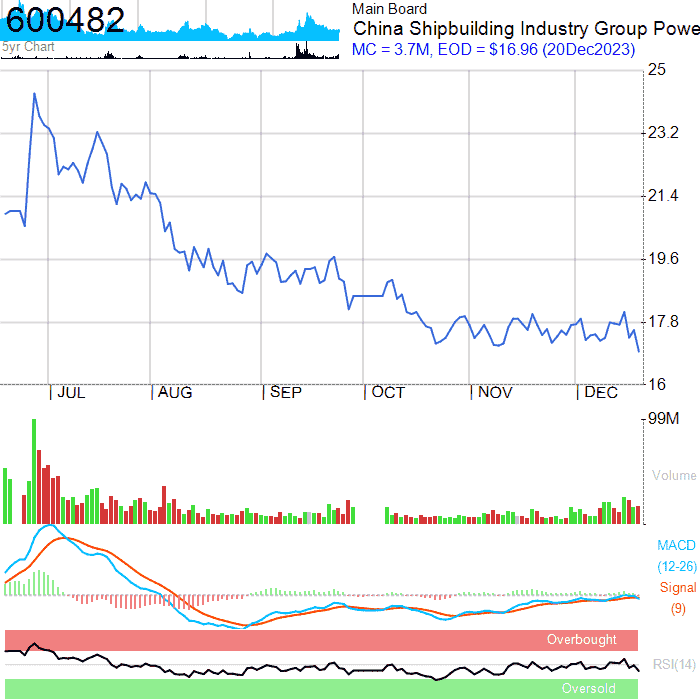 600482
5yr Chart
Main Board
China Shipbuilding Industry Group Powe
MC = 3.7M, EOD = $16.96 (20Dec2023)
25
23.2
21.4
19.6
17.8
16
JUL AUG SEP OCT NOV DEC
99M
Volume
MACD
(12-26)
Signal
(9)
Overbought
RSI(14)
Oversold